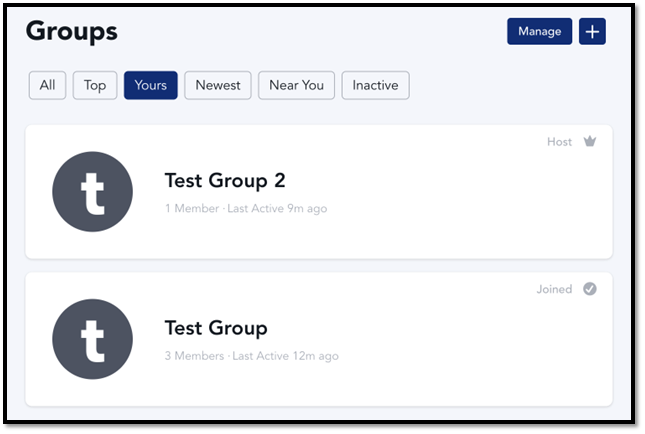 Groups
Manage +
All Top Yours Newest Near You Inactive
Host
t
Test Group 2
1 Member · Last Active 9m ago
Joined
t
Test Group
3 Members · Last Active 12m ago